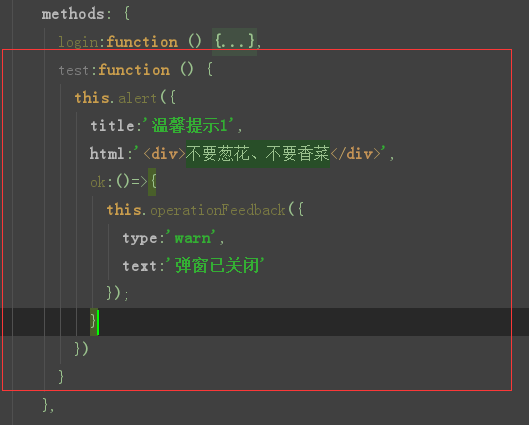 methods: {
login:function () {...},
test:function () {
this.alert({
title:'温馨提示1',
html:'<div>不要葱花、不要香菜</div>',
ok:()=>{
this.operationFeedback({
type:'warn',
text:'弹窗已关闭'
});
}
})
}
},